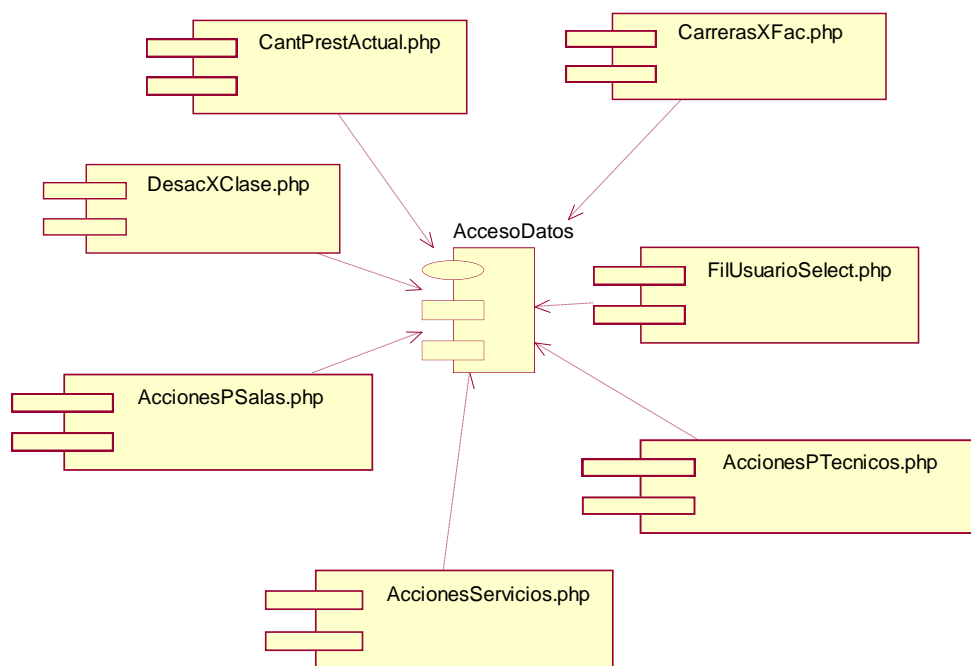 CantPrestActual.php
CarrerasXFac.php
DesacXClase.php
AccesoDatos
FilUsuarioSelect.php
AccionesPSalas.php
AccionesPTecnicos.php
AccionesServicios.php